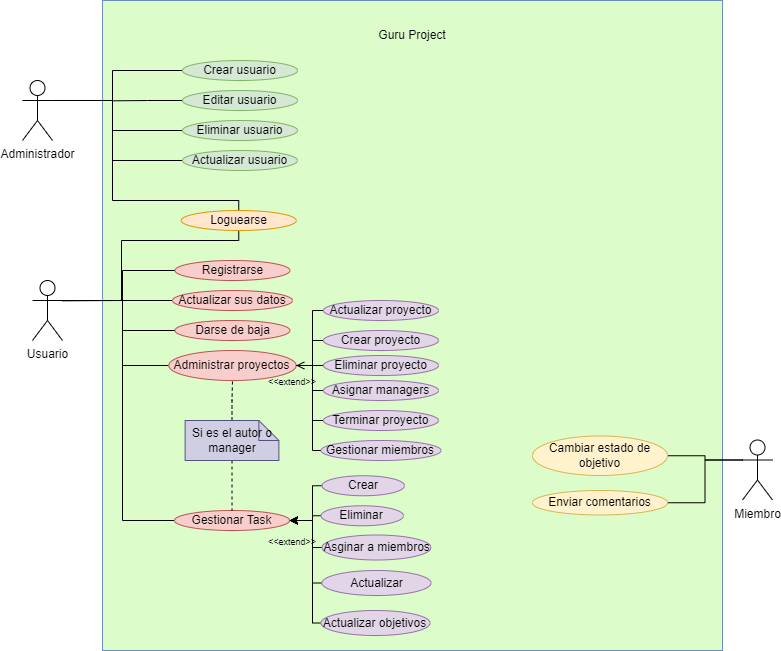 Guru Project
Crear usuario
Editar usuario
Eliminar usuario
Actualizar usuario
Administrador
Loguearse
Registrarse
Actualizar sus datos
Darse de baja
Administrar proyectos
Usuario
Actualizar proyecto
Crear proyecto
Eliminar proyecto
<<extend>>
Asignar managers
Terminar proyecto
Gestionar miembros
Si es el autor o
manager
Gestionar Task
Crear
Eliminar
<<extend>>
Asginar a miembros
Actualizar
Actualizar objetivos
Cambiar estado de
objetivo
Enviar comentarios
Miembro